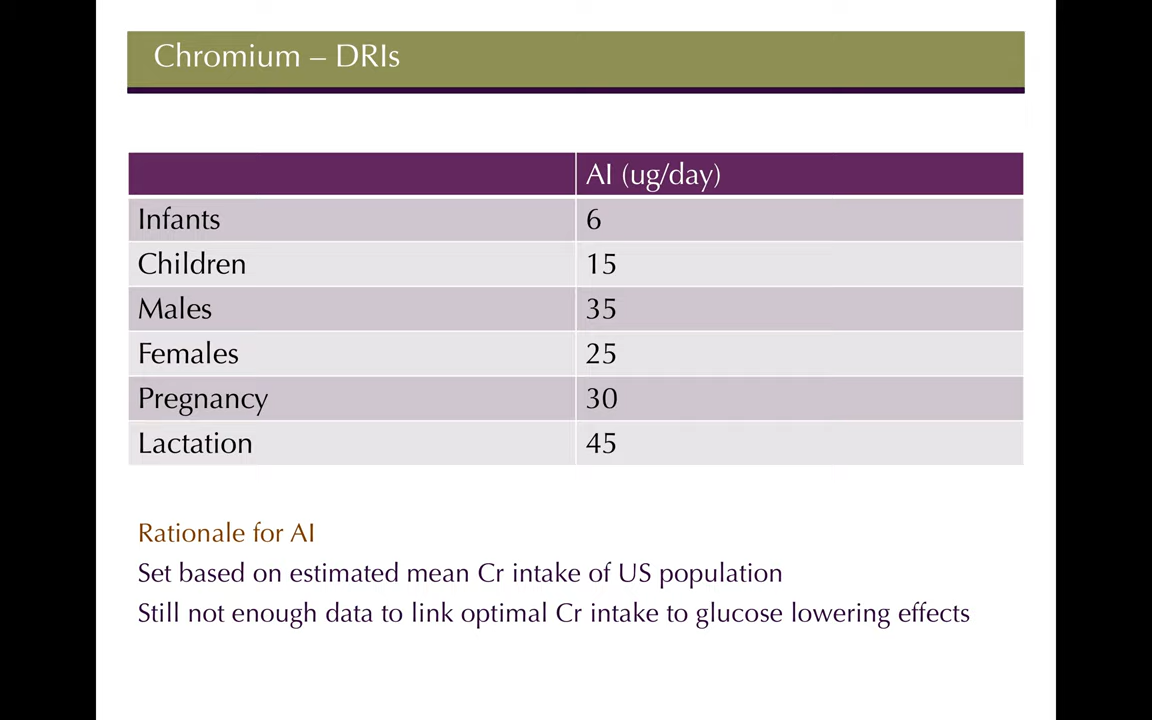 Chromium – DRIs
AI (ug/day)
Infants 6
Children 15
Males 35
Females 25
Pregnancy 30
Lactation 45
Rationale for AI
Set based on estimated mean Cr intake of US population
Still not enough data to link optimal Cr intake to glucose lowering effects